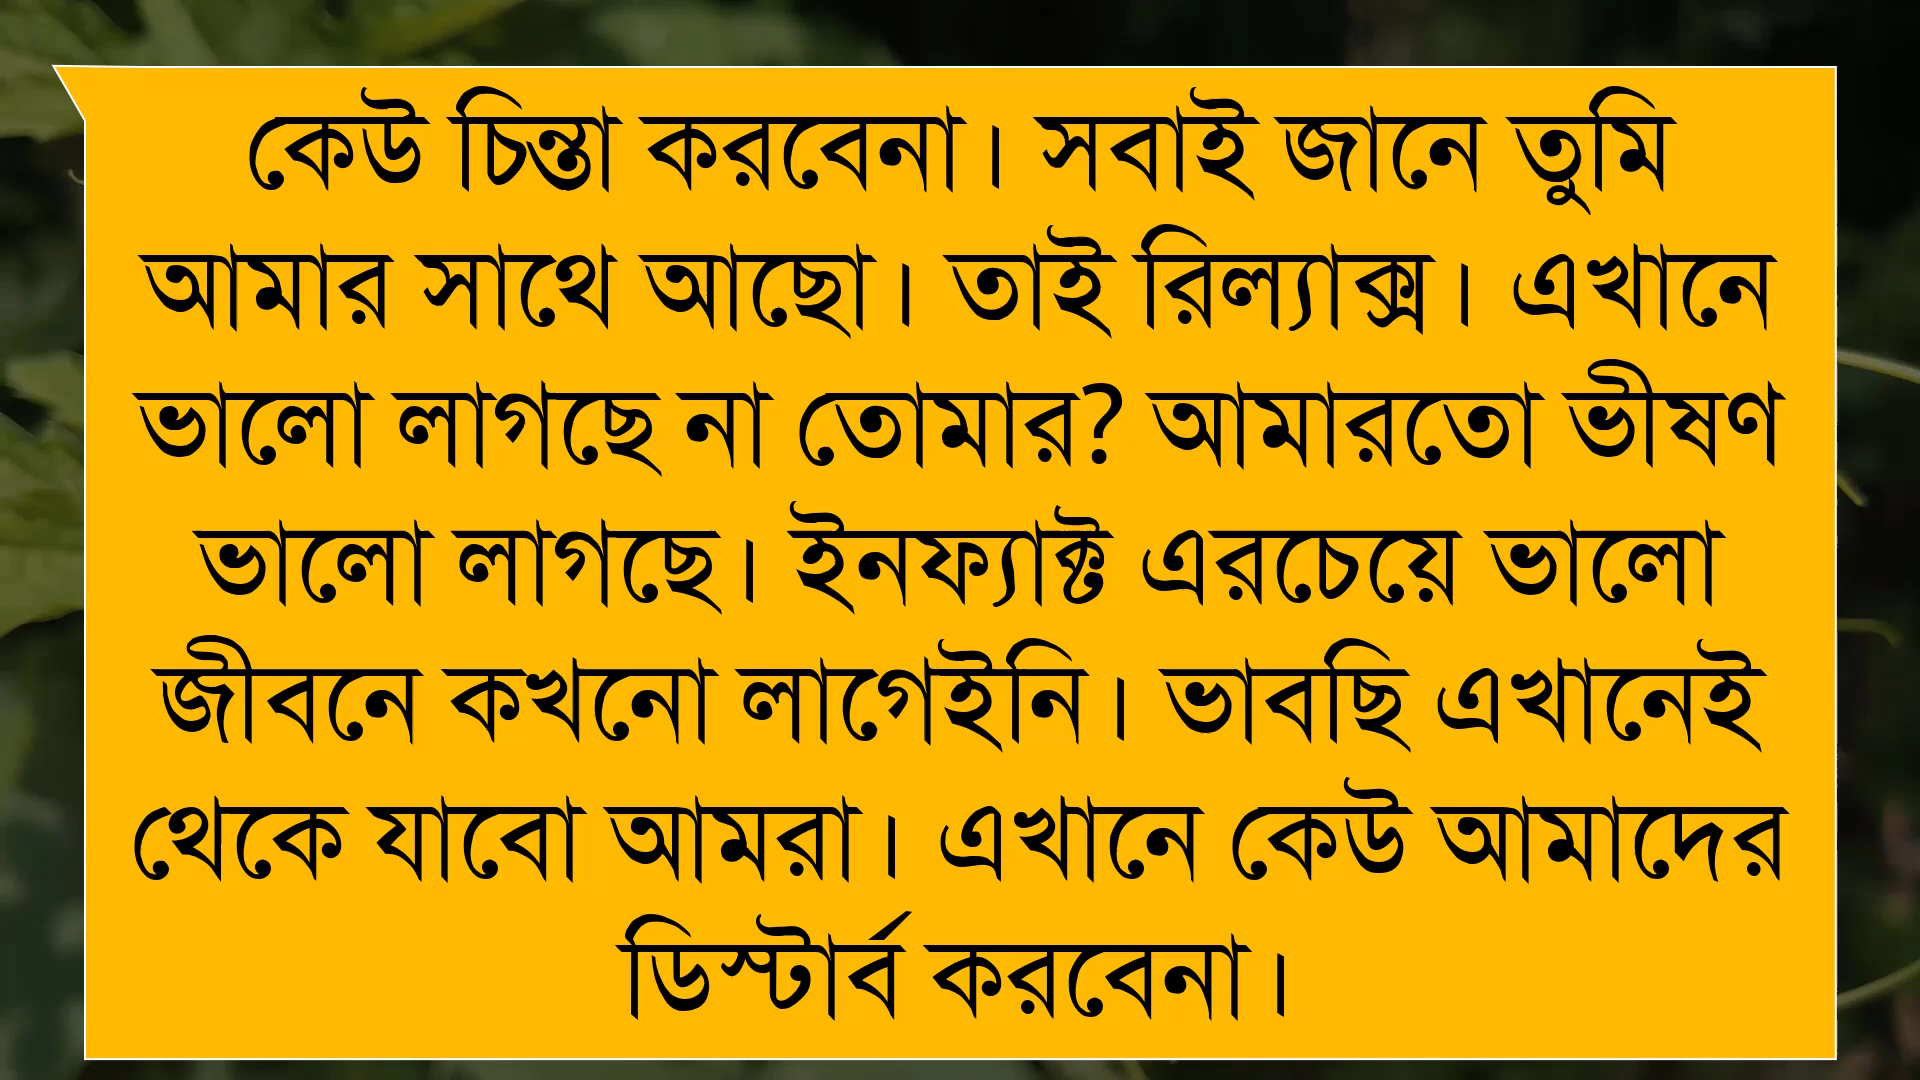 কেউ চিন্তা করবেনা। সবাই জানে তুমি
আমার সাথে আছো। তাই রিল্যাক্স। এখানে
ভালো লাগছে না তোমার? আমারতো ভীষণ
ভালো লাগছে। ইনফ্যাক্ট এরচেয়ে ভালো
জীবনে কখনো লাগেইনি। ভাবছি এখানেই
থেকে যাবো আমরা। এখানে কেউ আমাদের
ডিস্টার্ব করবেনা।